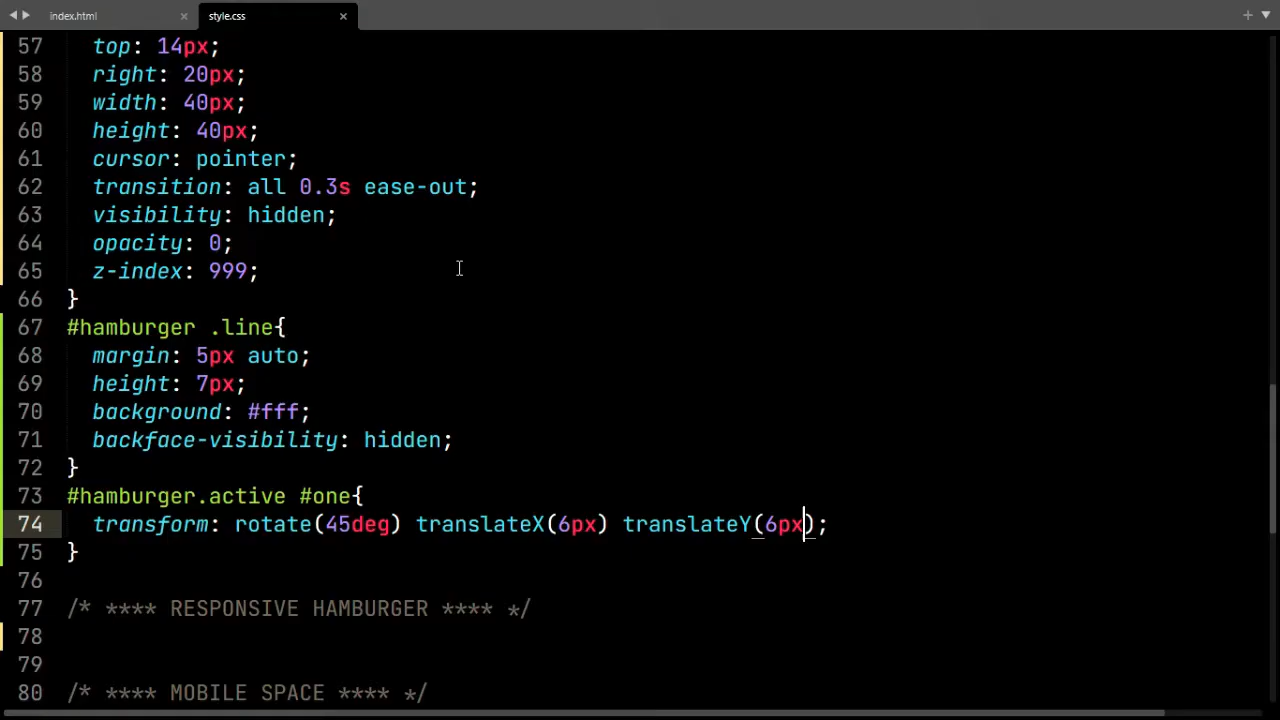 index.html
style.css
57 top: 14px;
58 right: 20px;
59 width: 40px;
60 height: 40px;
61 cursor: pointer;
62 transition: all 0.3s ease-out;
63 visibility: hidden;
64 opacity: 0;
65 z-index: 999;
66 }
67 #hamburger .line{
68 margin: 5px auto;
69 height: 7px;
70 background: #fff;
71 backface-visibility: hidden;
72 }
73 #hamburger.active #one{
74 transform: rotate(45deg) translateX(6px) translateY(6px);
75 }
76
77 /* **** RESPONSIVE HAMBURGER **** */
78
79
80 /* **** MOBILE SPACE **** */